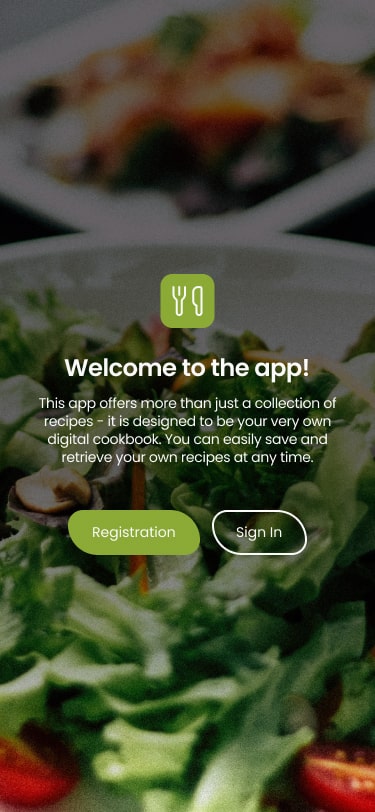 Welcome to the app!
This app offers more than just a collection of
recipes - it is designed to be your very own
digital cookbook. You can easily save and
retrieve your own recipes at any time.
Registration
Sign In